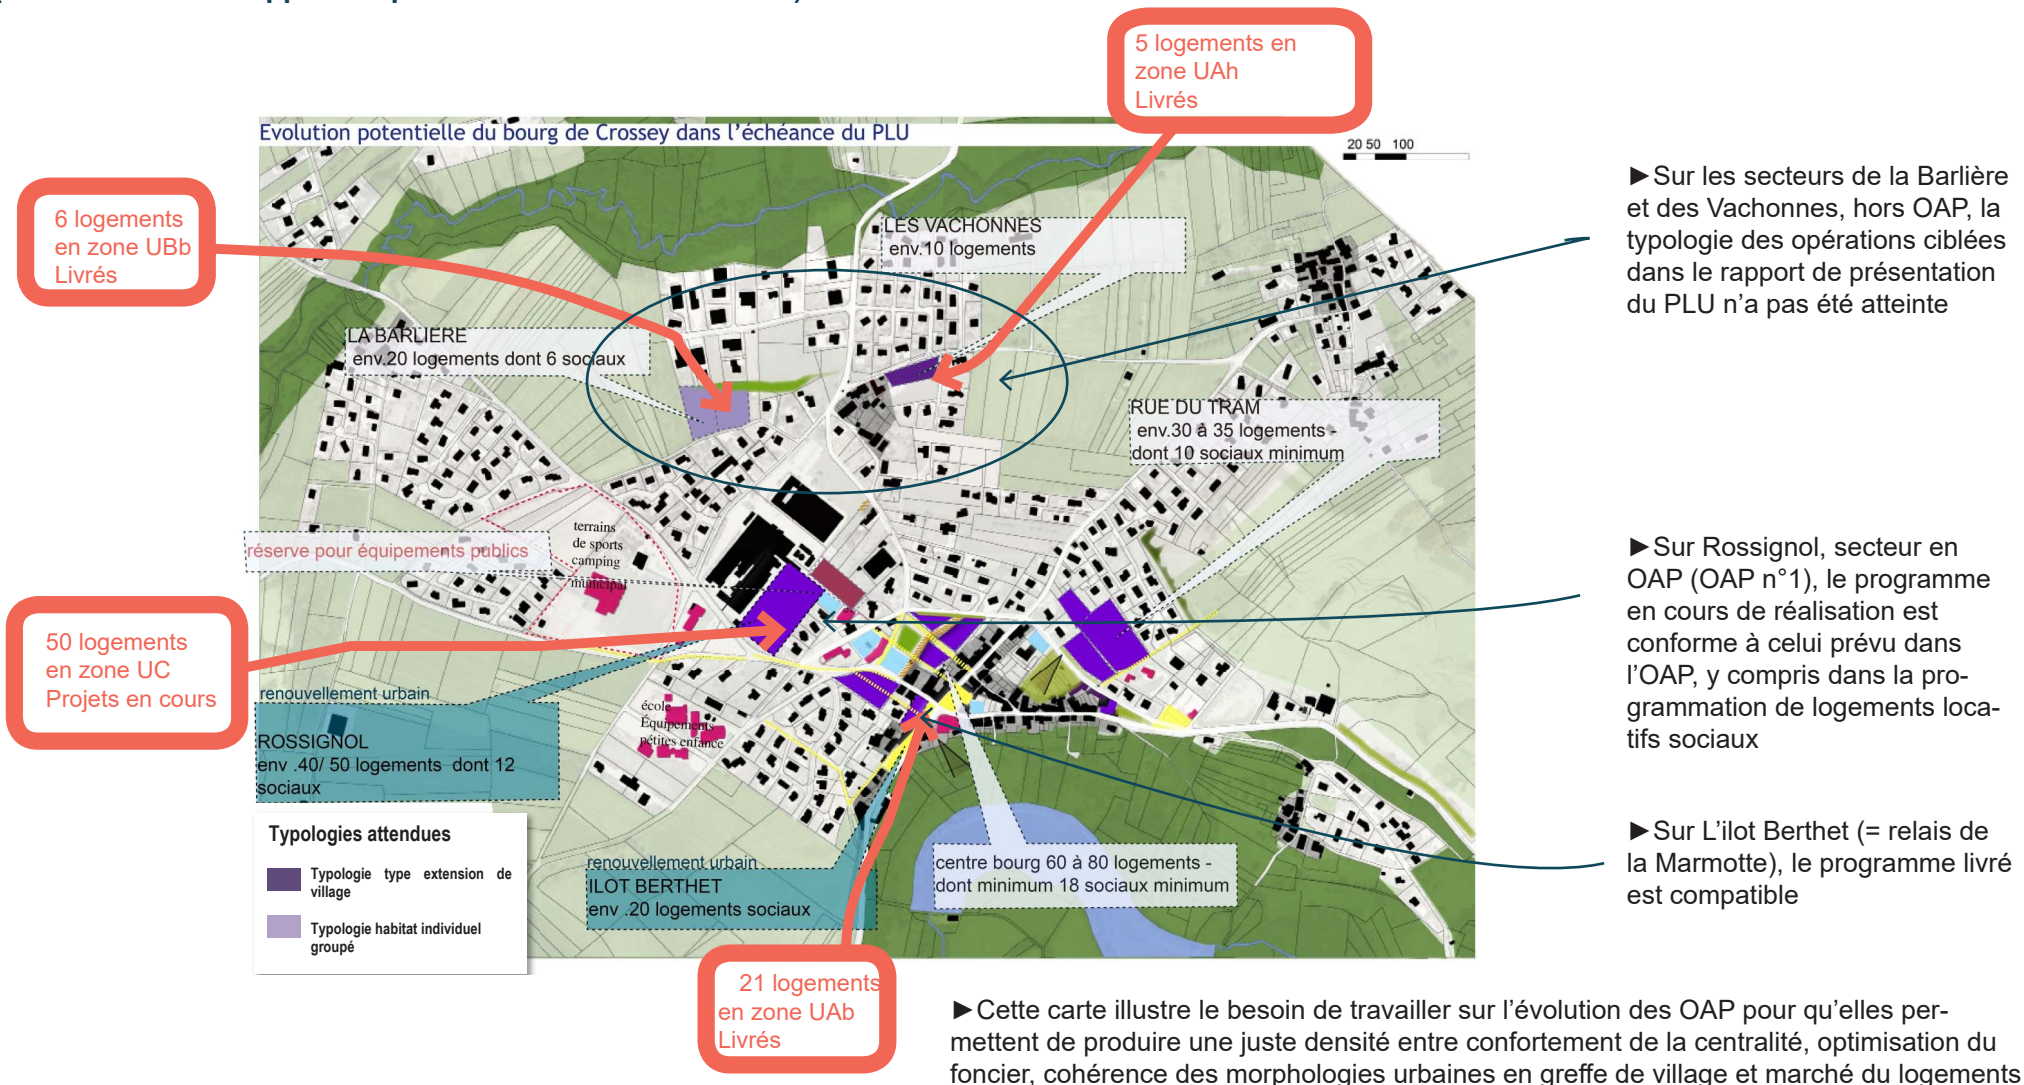 5 logements en
zone UAh
Livrés
Evolution potentielle du bourg de Crossey dans l'échéance du PLU
20 50 100
6 logements
en zone UBb
Livrés
LES VACHONNES
env.10 logements
LA BARLIERE
env.20 logements dont 6 sociaux
RUE DU TRAM
env.30 à 35 logements -
dont 10 sociaux minimum
►Sur les secteurs de la Barlière
et des Vachonnes, hors OAP, la
typologie des opérations ciblées
dans le rapport de présentation
du PLU n'a pas été atteinte
réserve pour équipements publics
terrains
de sports
camping
municipal
50 logements
en zone UC
Projets en cours
►Sur Rossignol, secteur en
OAP (OAP n°1), le programme
en cours de réalisation est
conforme à celui prévu dans
l'OAP, y compris dans la pro-
grammation de logements loca-
tifs sociaux
renouvellement urbain
ROSSIGNOL
env .40/ 50 logements dont 12
sociaux
école
Équipements
pétites enfance
Typologies attendues
Typologie type extension de
village
Typologie habitat individuel
groupé
renouvellement urbain
ILOT BERTHET
env .20 logements sociaux
centre bourg 60 à 80 logements -
dont minimum 18 sociaux minimum
►Sur L'ilot Berthet (= relais de
la Marmotte), le programme livré
est compatible
21 logements
en zone UAb
Livrés
►Cette carte illustre le besoin de travailler sur l'évolution des OAP pour qu'elles per-
mettent de produire une juste densité entre confortement de la centralité, optimisation du
foncier, cohérence des morphologies urbaines en greffe de village et marché du logements